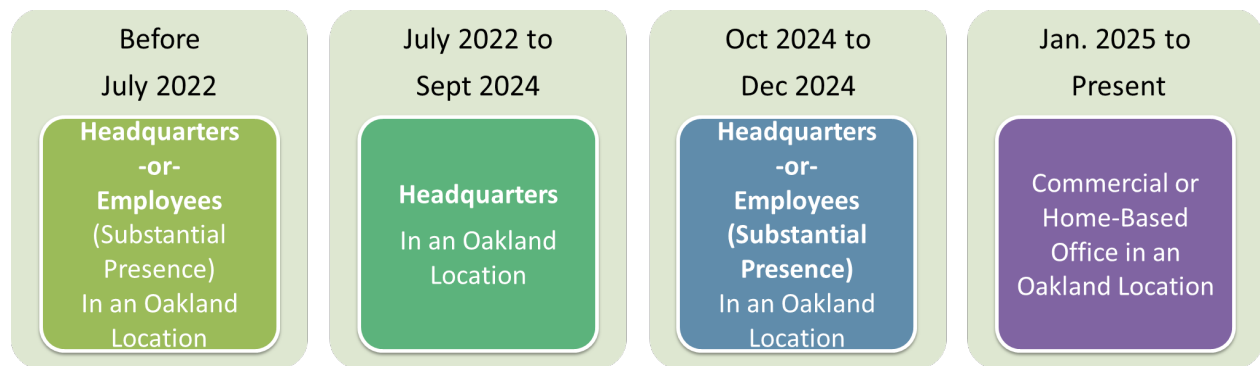 Before
July 2022
Headquarters
-or-
Employees
(Substantial
Presence)
In an Oakland
Location
July 2022 to
Sept 2024
Headquarters
In an Oakland
Location
Oct 2024 to
Dec 2024
Headquarters
-or-
Employees
(Substantial
Presence)
In an Oakland
Location
Jan. 2025 to
Present
Commercial or
Home-Based
Office in an
Oakland Location